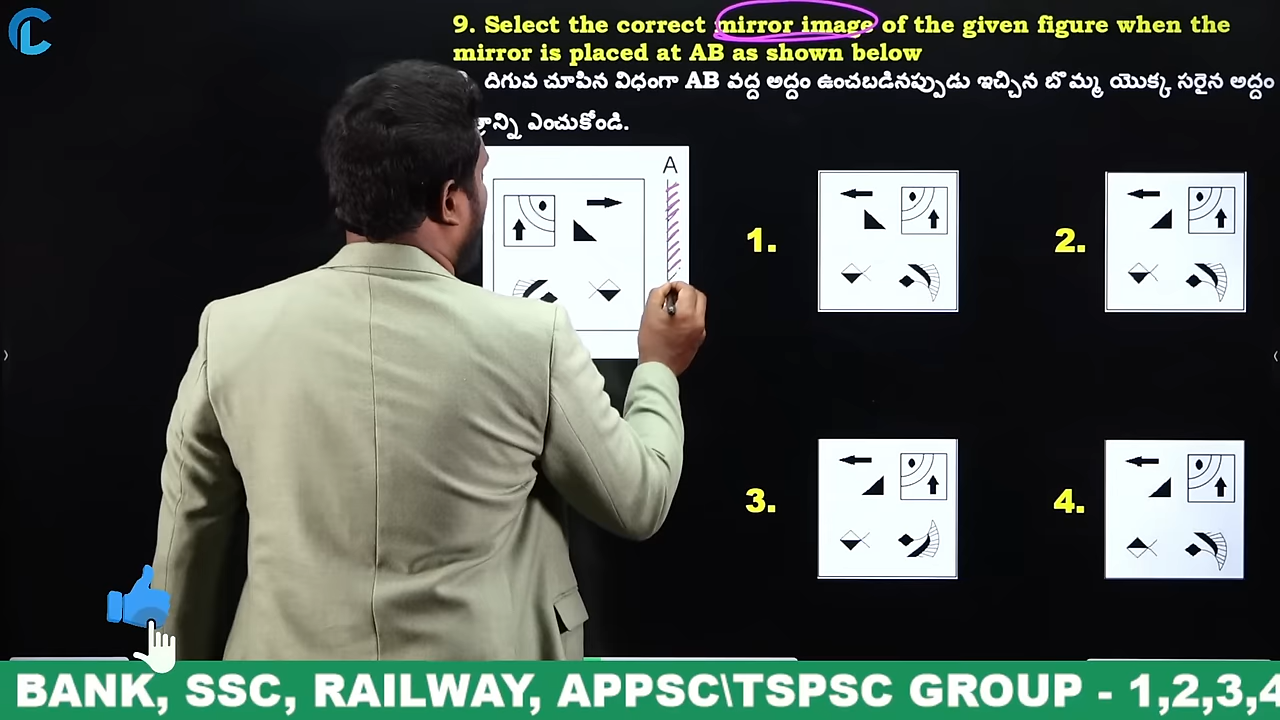 9. Select the correct mirror image of the given figure when the
mirror is placed at AB as shown below
దిగువ చూపిన విధంగా AB వద్ద అద్దం ఉంచబడినప్పుడు ఇచ్చిన బొమ్మ యొక్క సరైన అద్దం
ఎంచుకోండి.
A
1.
2.
3.
4.
BANK, SSC, RAILWAY, APPSC\TSPSC GROUP - 1,2,3,4